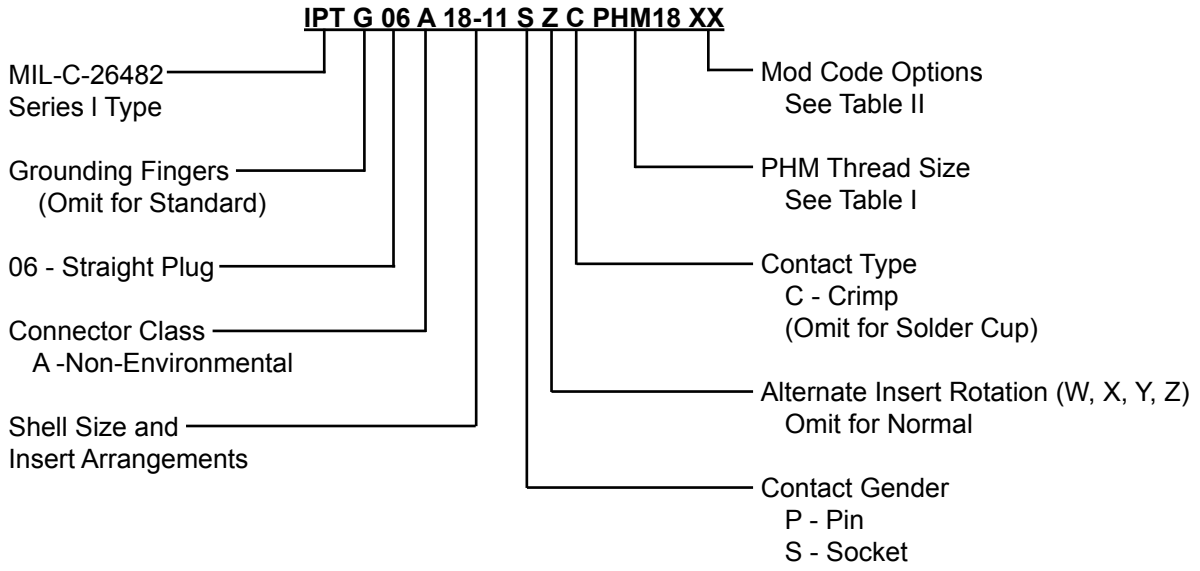 IPT G 06 A 18-11 S Z C PHM18 XX
MIL-C-26482
Series I Type
Grounding Fingers
(Omit for Standard)
06 - Straight Plug
Connector Class
A -Non-Environmental
Shell Size and
Insert Arrangements
Mod Code Options
See Table II
PHM Thread Size
See Table I
Contact Type
C - Crimp
(Omit for Solder Cup)
Alternate Insert Rotation (W, X, Y, Z)
Omit for Normal
Contact Gender
P - Pin
S - Socket